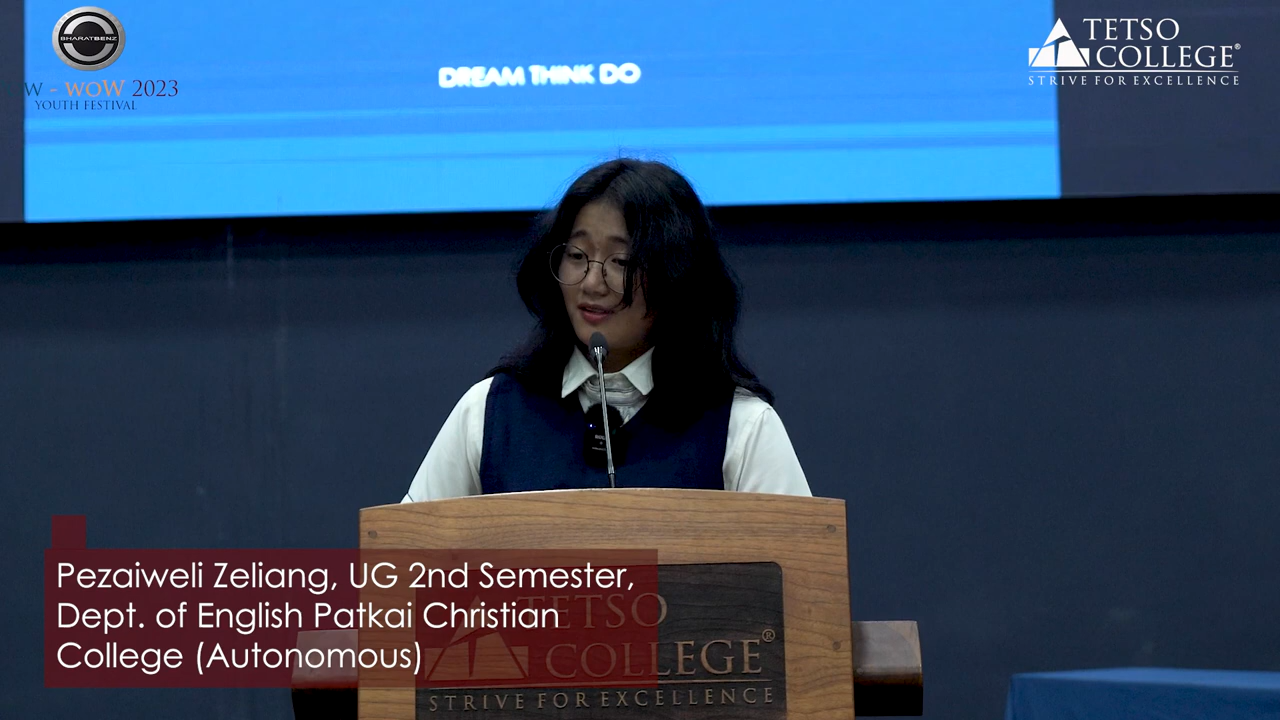 BHARATBENZ
W - WOW 2023
YOUTH FESTIVAL
DREAM THINK DO
TETSO
COLLEGE®
STRIVE FOR EXCELLENCE
Pezaiweli Zeliang, UG 2nd Semester,
Dept. of English Patkai Christian
College (Autonomous)
TETSO
COLLEGE®
STRIVE FOR EXCELLENCE